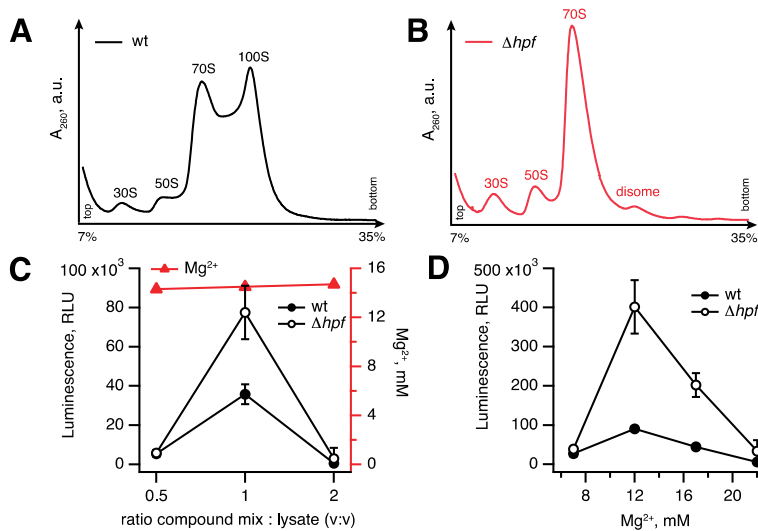 A
wt
70S
100S
30S
50S
A260, a.u.
top
bottom
7%
35%
B
Δhpf
70S
30S
50S
disome
A260, a.u.
top
bottom
7%
35%
C
100 x10³
Mg²⁺
16
80
wt
Δhpf
12
60
8
40
4
20
0
0
Luminescence, RLU
Mg²⁺, mM
0.5
1
2
ratio compound mix : lysate (v:v)
D
500 x10³
wt
Δhpf
400
300
200
100
0
Luminescence, RLU
8
12
16
20
Mg²⁺, mM